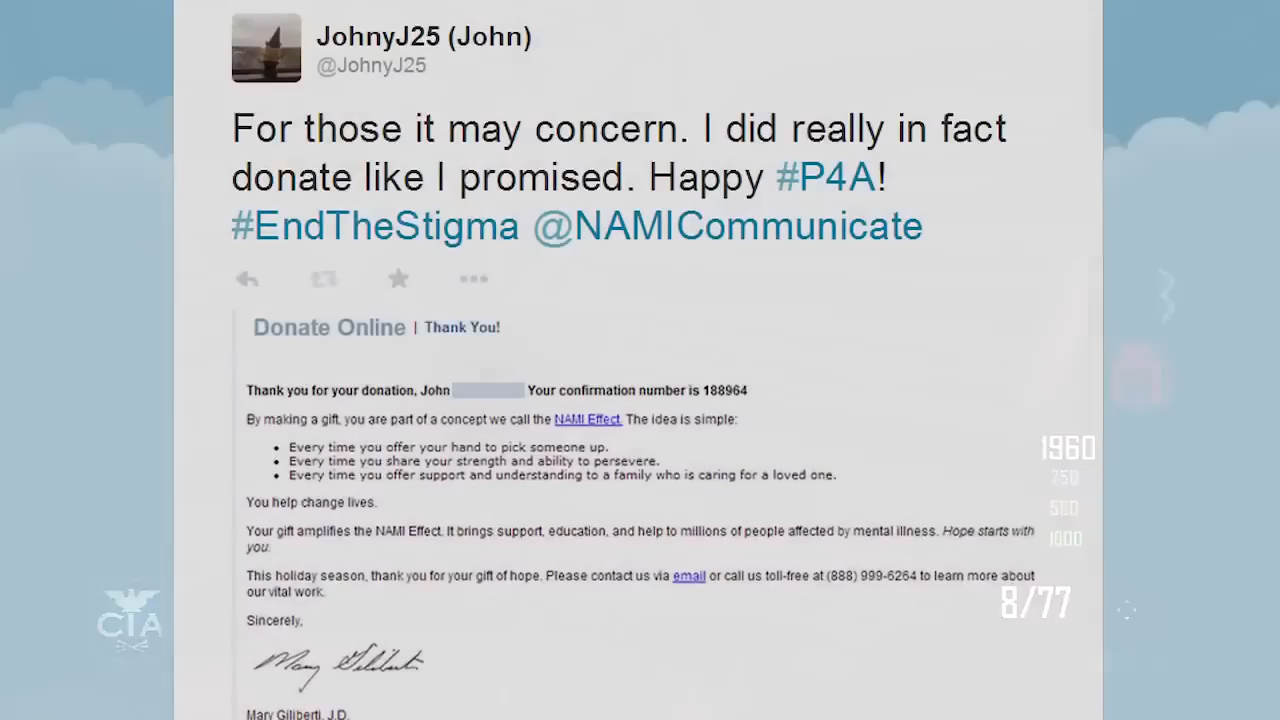 JohnyJ25 (John)
@JohnyJ25
For those it may concern. I did really in fact
donate like I promised. Happy #P4A!
#EndTheStigma @NAMICommunicate
Donate Online | Thank You!
Thank you for your donation, John Your confirmation number is 188964
By making a gift, you are part of a concept we call the NAMI Effect. The idea is simple:
• Every time you offer your hand to pick someone up.
• Every time you share your strength and ability to persevere.
• Every time you offer support and understanding to a family who is caring for a loved one.
You help change lives.
Your gift amplifies the NAMI Effect. It brings support, education, and help to millions of people affected by mental illness. Hope starts with
you.
This holiday season, thank you for your gift of hope. Please contact us via email or call us toll-free at (888) 999-6264 to learn more about
our vital work.
Sincerely,
Mary Giliberti
Mary Giliberti, J.D.
1960
750
500
1000
8/77
CIA